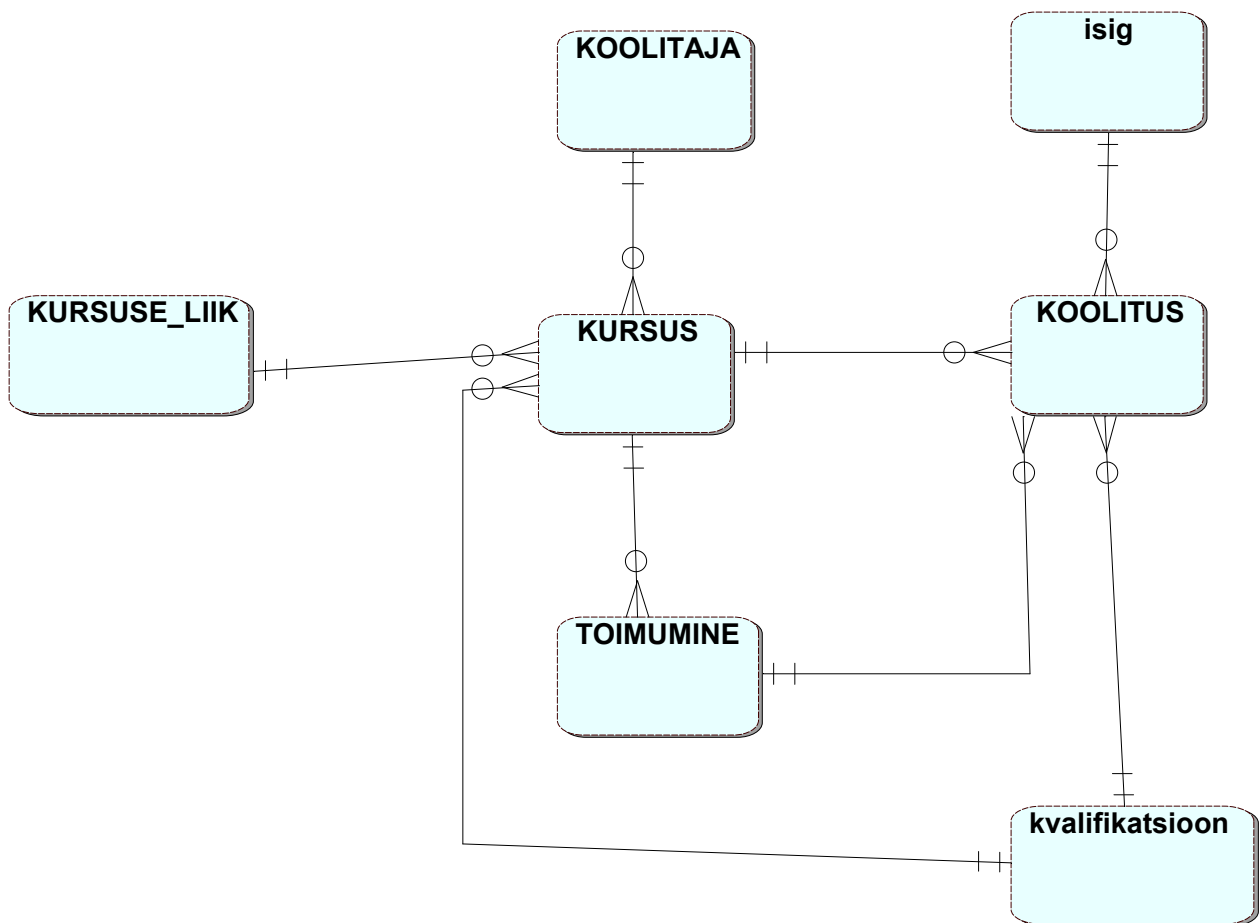 KOOLITAJA
isig
KURSUSE_LIIK
KURSUS
KOOLITUS
TOIMUMINE
kvalifikatsioon